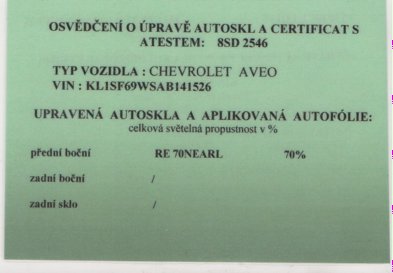 OSVĚDČENÍ O ÚPRAVĚ AUTOSKL A CERTIFICAT S
ATESTEM: 8SD 2546
TYP VOZIDLA : CHEVROLET AVEO
VIN : KL1SF69WSAB141526
UPRAVENÁ AUTOSKLA A APLIKOVANÁ AUTOFÓLIE:
celková světelná propustnost v %
přední boční RE 70NEARL 70%
zadní boční /
zadní sklo /